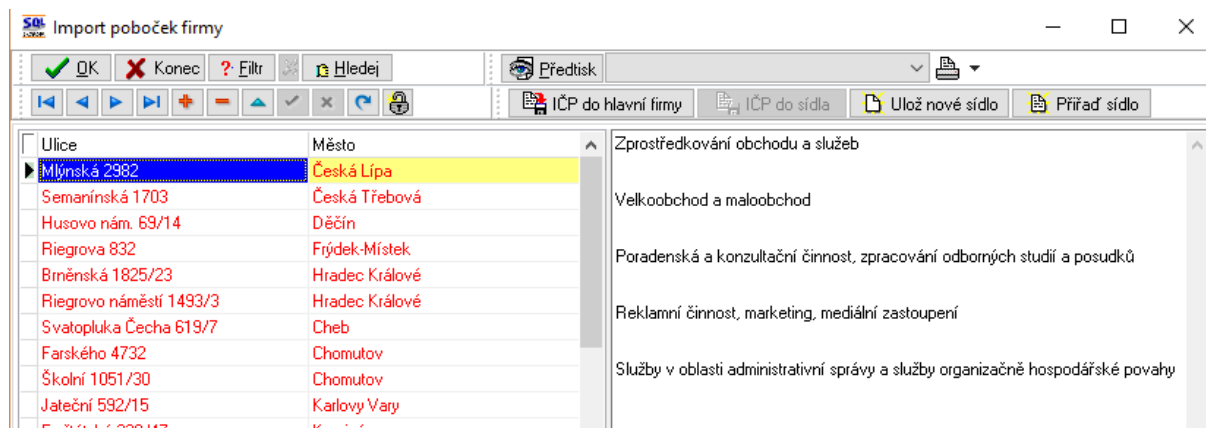 SQL
Import poboček firmy
OK Konec ?· Filtr Hledej Předtisk
IČP do hlavní firmy IČP do sídla Ulož nové sídlo Přiřaď sídlo
Ulice Město
Mlýnská 2982 Česká Lípa
Semanínská 1703 Česká Třebová
Husovo nám. 69/14 Děčín
Riegrova 832 Frýdek-Místek
Brněnská 1825/23 Hradec Králové
Riegrovo náměstí 1493/3 Hradec Králové
Svatopluka Čecha 619/7 Cheb
Farského 4732 Chomutov
Školní 1051/30 Chomutov
Jateční 592/15 Karlovy Vary
Zprostředkování obchodu a služeb
Velkoobchod a maloobchod
Poradenská a konzultační činnost, zpracování odborných studií a posudků
Reklamní činnost, marketing, mediální zastoupení
Služby v oblasti administrativní správy a služby organizačně hospodářské povahy